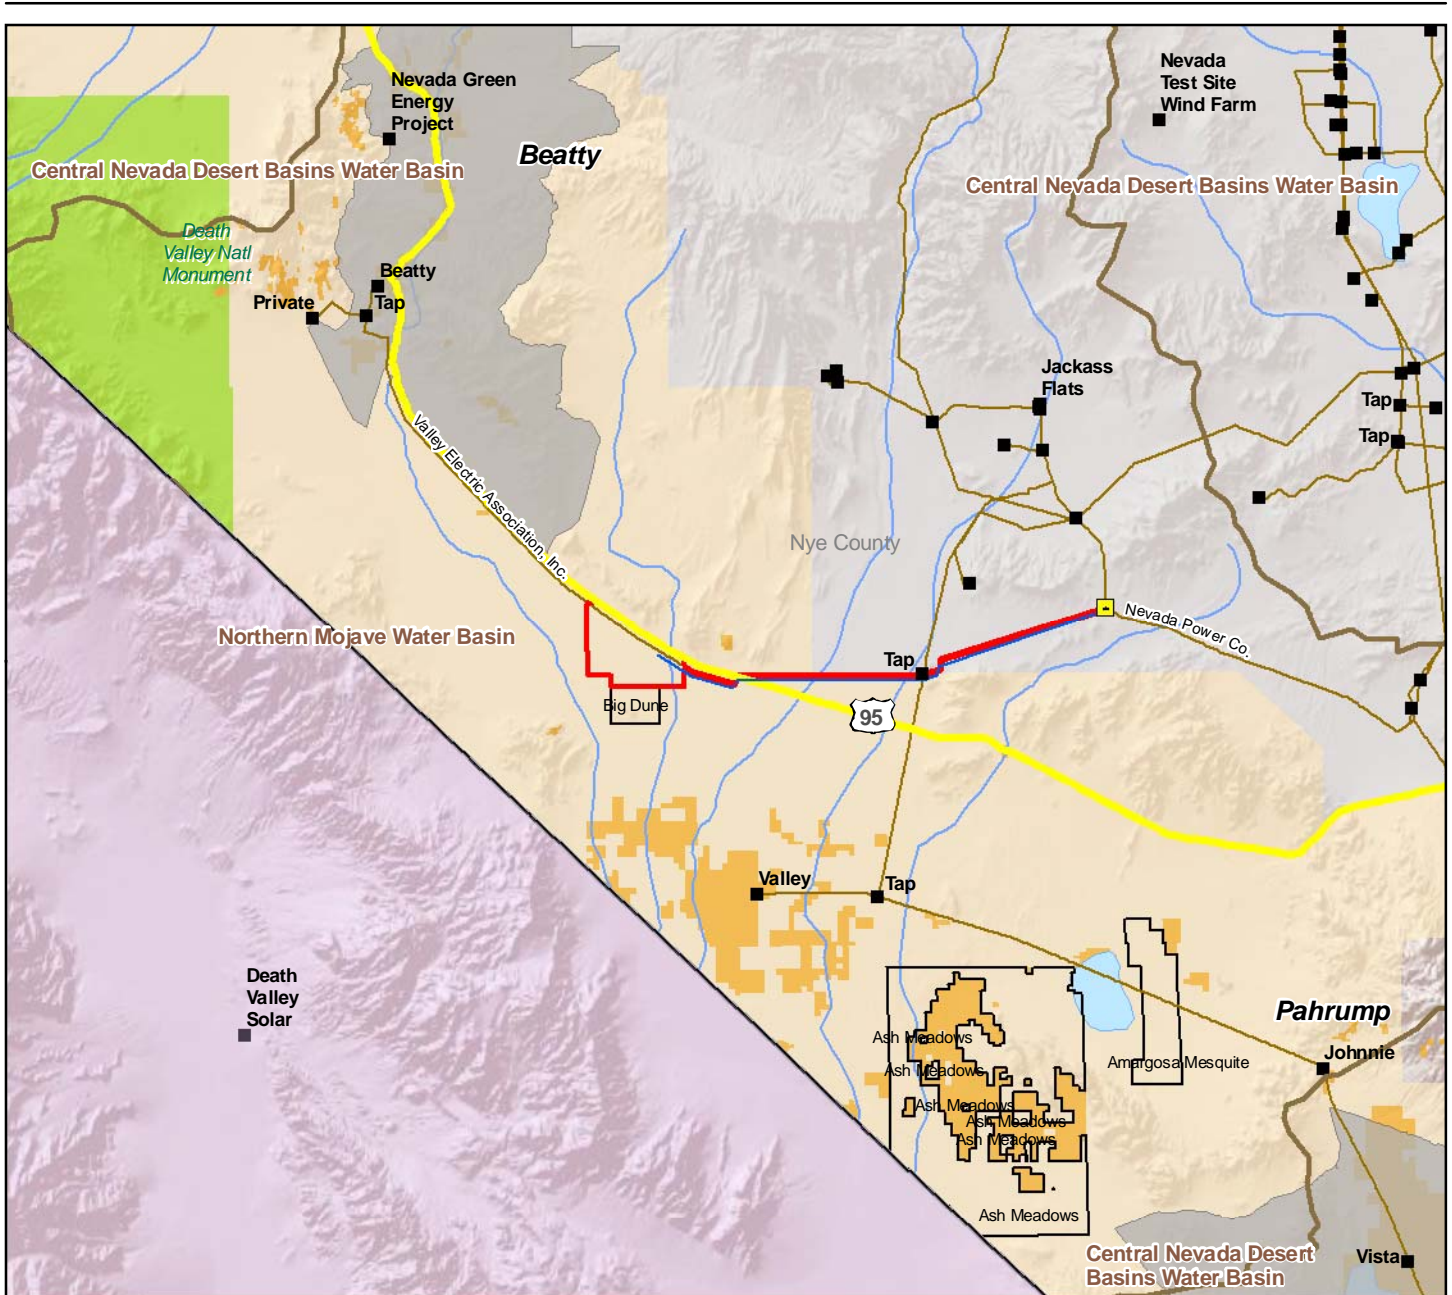 Nevada Green
Energy
Project
Beatty
Nevada
Test Site
Wind Farm
Central Nevada Desert Basins Water Basin
Central Nevada Desert Basins Water Basin
Death
Valley Natl
Monument
Beatty
Private
Tap
Jackass
Flats
Tap
Tap
Valley Electric Association, Inc.
Nye County
Northern Mojave Water Basin
Nevada Power Co.
Tap
Big Dune
95
Valley
Tap
Death
Valley
Solar
Pahrump
Ash Meadows
Johnnie
Amargosa Mesquite
Ash Meadows
Ash Meadows
Ash Meadows
Ash Meadows
Ash Meadows
Central Nevada Desert
Basins Water Basin
Vista